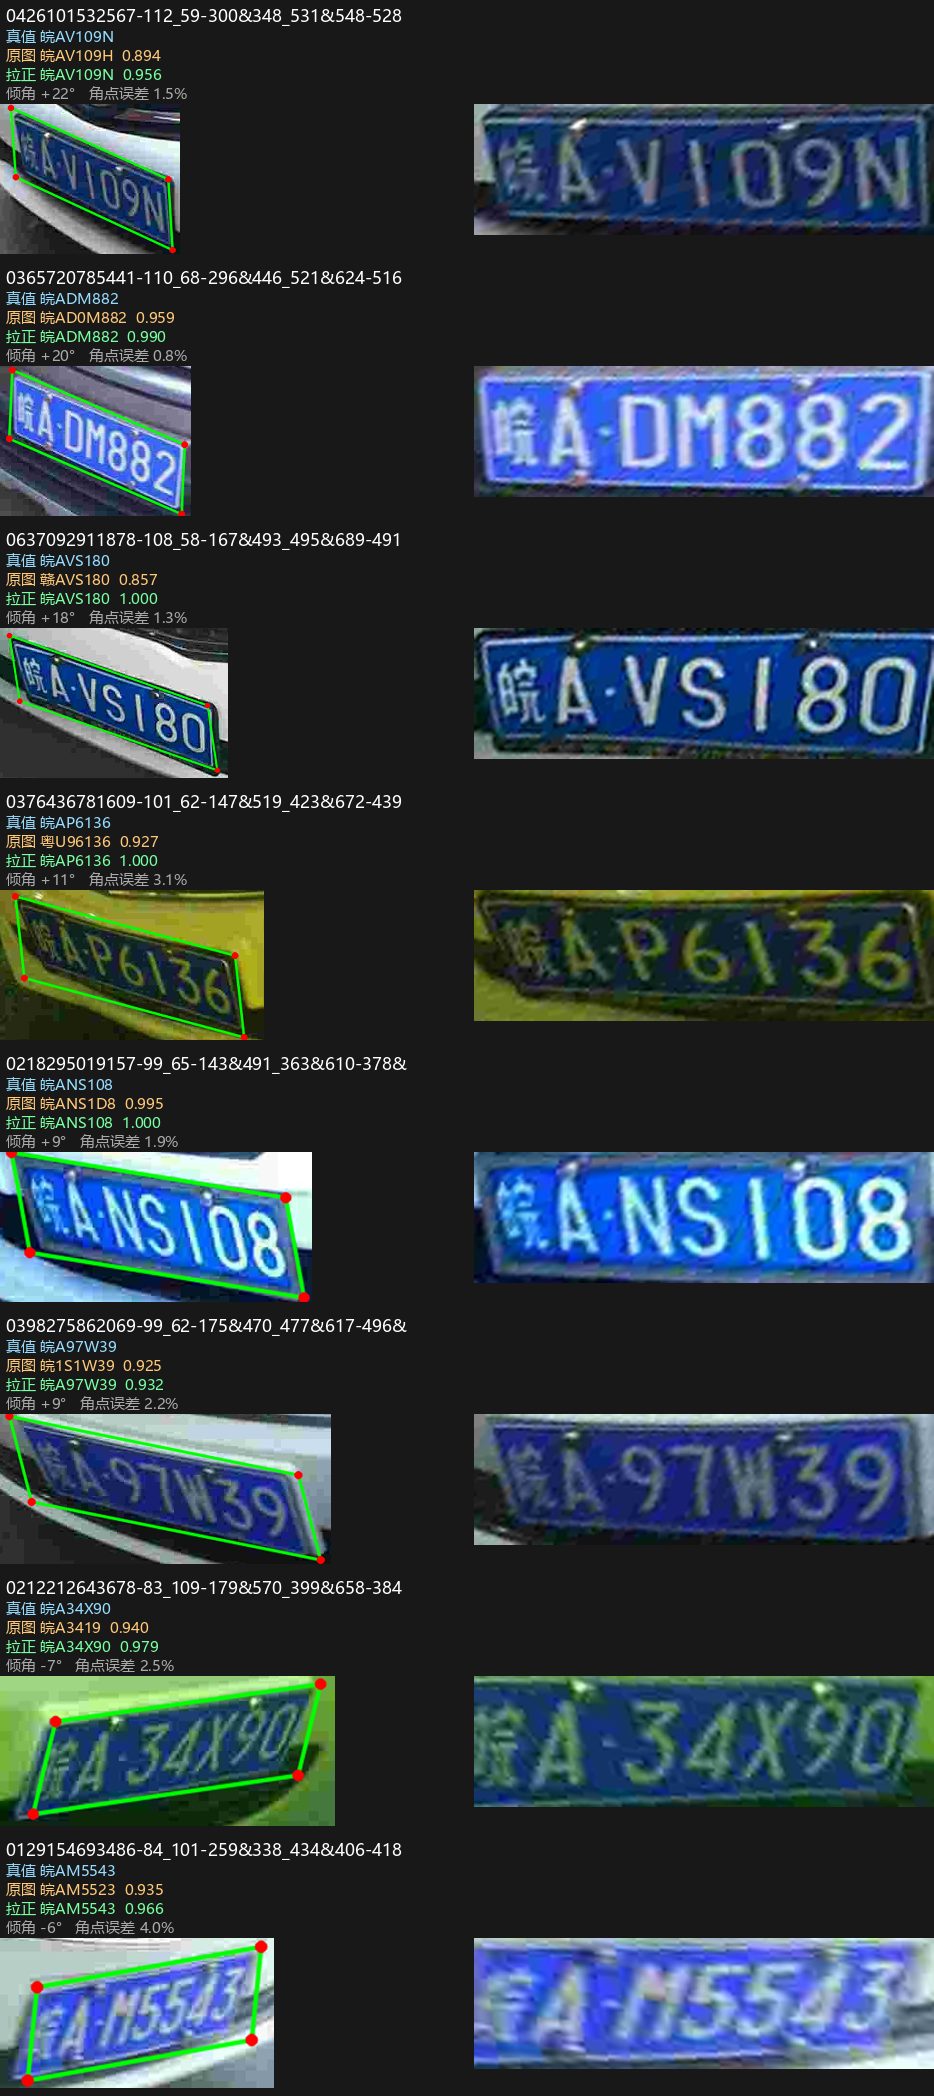 0426101532567-112_59-300&348_531&548-528
真值 皖AV109N
原图 皖AV109H 0.894
拉正 皖AV109N 0.956
倾角 +22° 角点误差 1.5%
皖A·V109N 皖A·V109N
0365720785441-110_68-296&446_521&624-516
真值 皖ADM882
原图 皖AD0M882 0.959
拉正 皖ADM882 0.990
倾角 +20° 角点误差 0.8%
皖A·DM882 皖A·DM882
0637092911878-108_58-167&493_495&689-491
真值 皖AVS180
原图 赣AVS180 0.857
拉正 皖AVS180 1.000
倾角 +18° 角点误差 1.3%
皖A·VS180 皖A·VS180
0376436781609-101_62-147&519_423&672-439
真值 皖AP6136
原图 粤U96136 0.927
拉正 皖AP6136 1.000
倾角 +11° 角点误差 3.1%
皖A·P6136 皖A·P6136
0218295019157-99_65-143&491_363&610-378&
真值 皖ANS108
原图 皖ANS1D8 0.995
拉正 皖ANS108 1.000
倾角 +9° 角点误差 1.9%
皖A·NS108 皖A·NS108
0398275862069-99_62-175&470_477&617-496&
真值 皖A97W39
原图 皖1S1W39 0.925
拉正 皖A97W39 0.932
倾角 +9° 角点误差 2.2%
皖A·97W39 皖A·97W39
0212212643678-83_109-179&570_399&658-384
真值 皖A34X90
原图 皖A3419 0.940
拉正 皖A34X90 0.979
倾角 -7° 角点误差 2.5%
皖A·34X90 皖A·34X90
0129154693486-84_101-259&338_434&406-418
真值 皖AM5543
原图 皖AM5523 0.935
拉正 皖AM5543 0.966
倾角 -6° 角点误差 4.0%
皖A·M5543 皖A·M5543